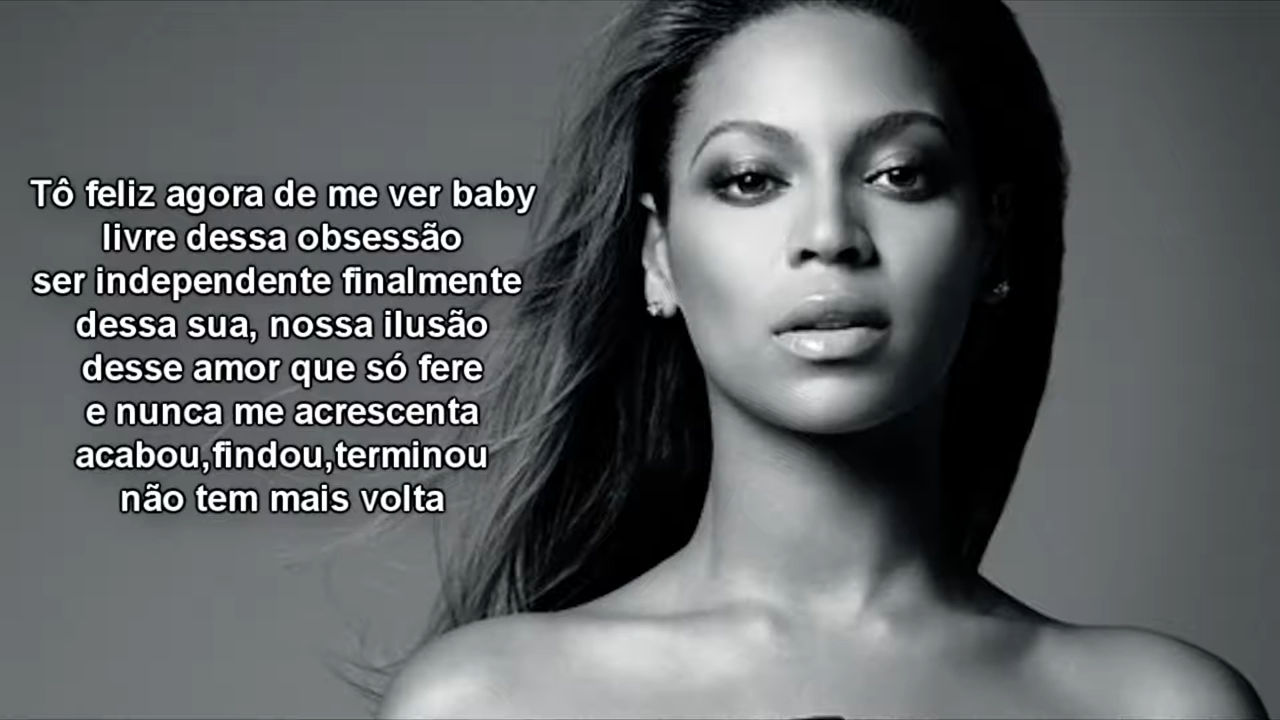 Tô feliz agora de me ver baby
livre dessa obsessão
ser independente finalmente
dessa sua, nossa ilusão
desse amor que só fere
e nunca me acrescenta
acabou,findou,terminou
não tem mais volta